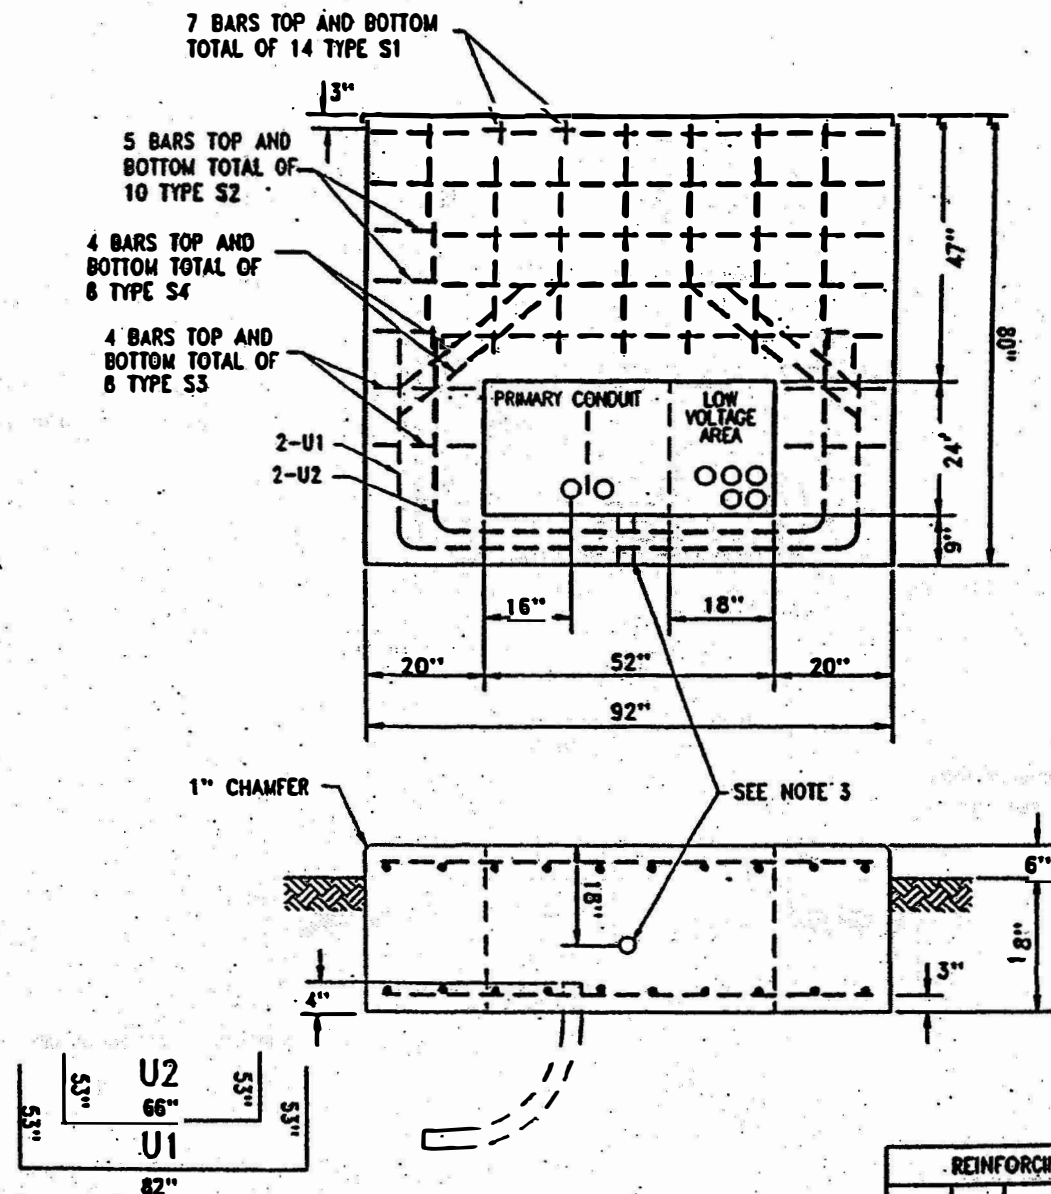 7 BARS TOP AND BOTTOM
TOTAL OF 14 TYPE S1
3"
5 BARS TOP AND
BOTTOM TOTAL OF
10 TYPE S2
4 BARS TOP AND
BOTTOM TOTAL OF
8 TYPE S4
4 BARS TOP AND
BOTTOM TOTAL OF
8 TYPE S3
2-U1
2-U2
PRIMARY CONDUIT
LOW
VOLTAGE
AREA
47"
80"
24"
9"
16"
18"
20"
52"
20"
92"
1" CHAMFER
SEE NOTE 3
6"
18"
18"
3"
4"
U2
53"
53"
66"
53"
53"
U1
82"
REINFORCI